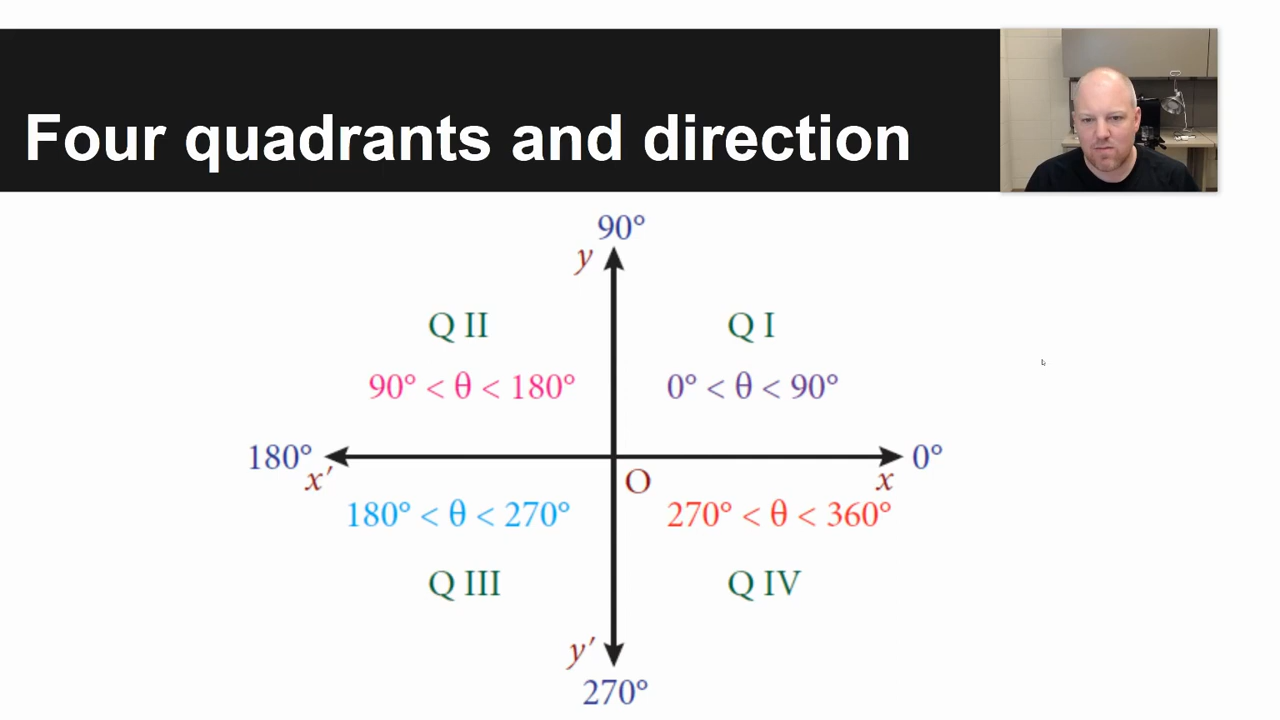 Four quadrants and direction
90°
y
Q II
Q I
90° < θ < 180°
0° < θ < 90°
180°
0°
x′
O
x
180° < θ < 270°
270° < θ < 360°
Q III
Q IV
y′
270°